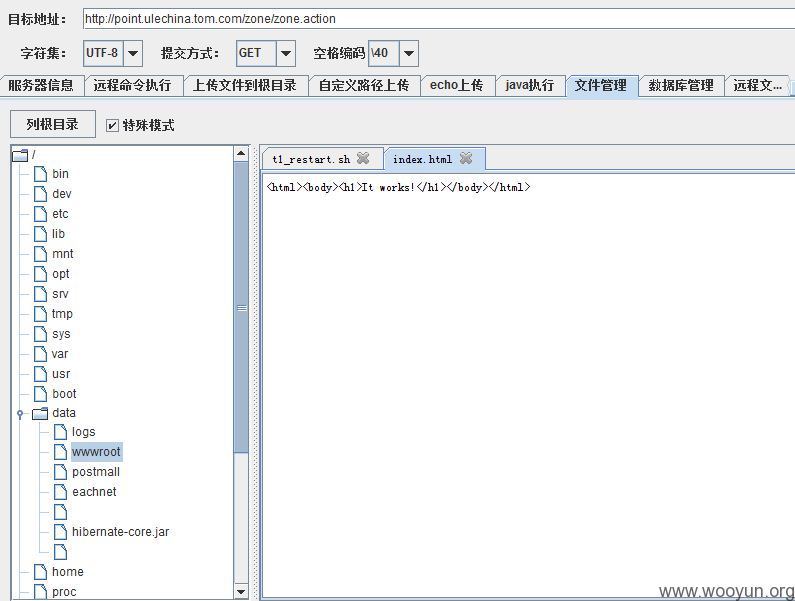 目标地址： http://point.ulechina.tom.com/zone/zone.action
字符集： UTF-8 提交方式： GET 空格编码 \40
服务器信息 远程命令执行 上传文件到根目录 自定义路径上传 echo上传 java执行 文件管理 数据库管理 远程文...
列根目录 特殊模式
t1_restart.sh index.html
<html><body><h1>It works!</h1></body></html>
/
bin
dev
etc
lib
mnt
opt
srv
tmp
sys
var
usr
boot
data
logs
wwwroot
postmall
eachnet
hibernate-core.jar
home
proc
www.wooyun.org